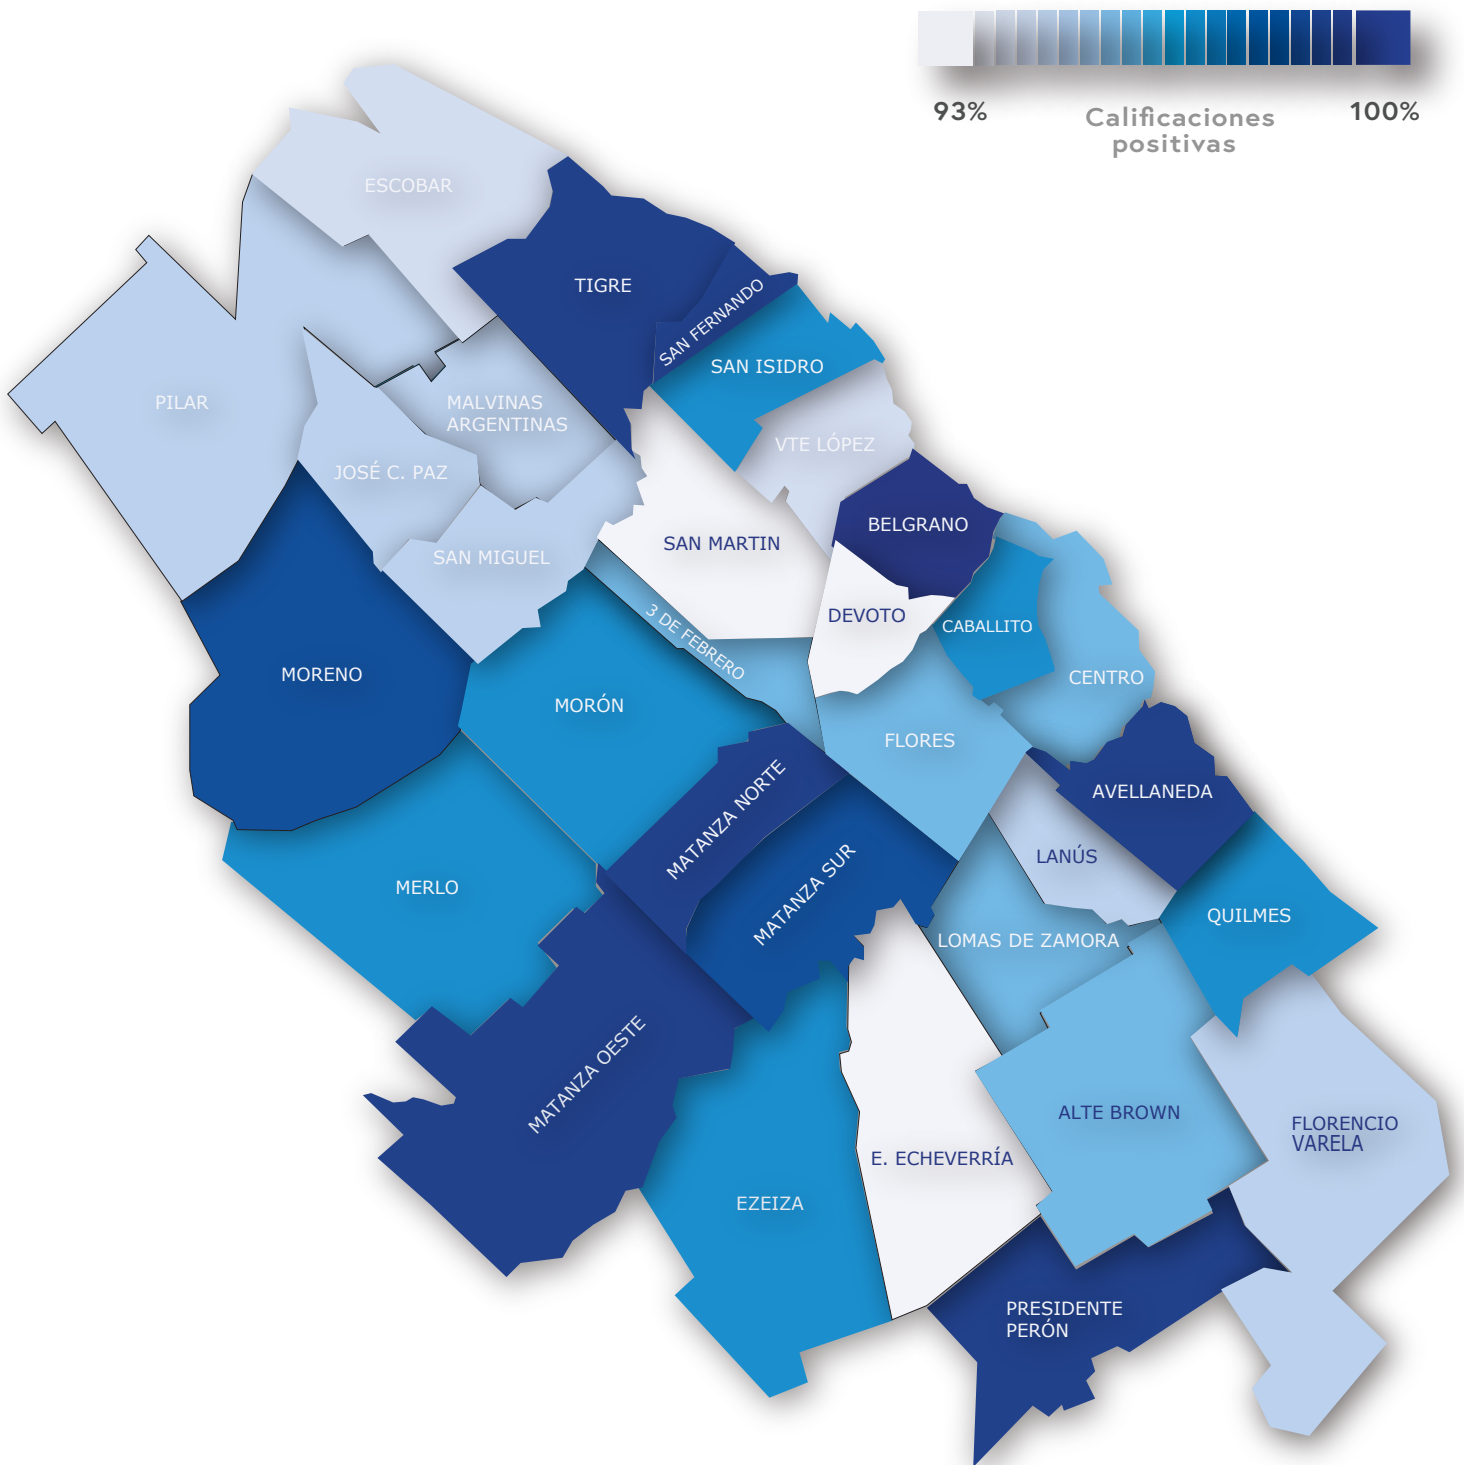 93%
100%
Calificaciones
positivas
ESCOBAR
TIGRE
SAN FERNANDO
SAN ISIDRO
PILAR
MALVINAS
ARGENTINAS
VTE LÓPEZ
JOSÉ C. PAZ
BELGRANO
SAN MARTIN
SAN MIGUEL
DEVOTO
CABALLITO
3 DE FEBRERO
MORENO
CENTRO
MORÓN
FLORES
AVELLANEDA
MATANZA NORTE
LANÚS
MERLO
MATANZA SUR
QUILMES
LOMAS DE ZAMORA
MATANZA OESTE
ALTE BROWN
FLORENCIO
VARELA
E. ECHEVERRÍA
EZEIZA
PRESIDENTE
PERÓN